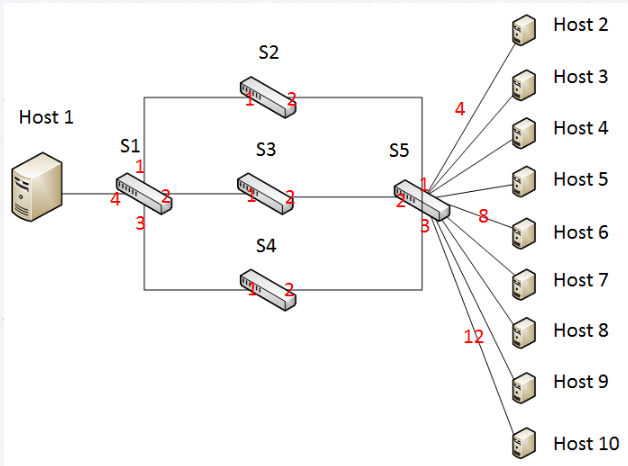 Host 1
S1
1
2
3
4
S2
1 2
S3
1 2
S4
1 2
S5
1
2
3
4
8
12
Host 2
Host 3
Host 4
Host 5
Host 6
Host 7
Host 8
Host 9
Host 10